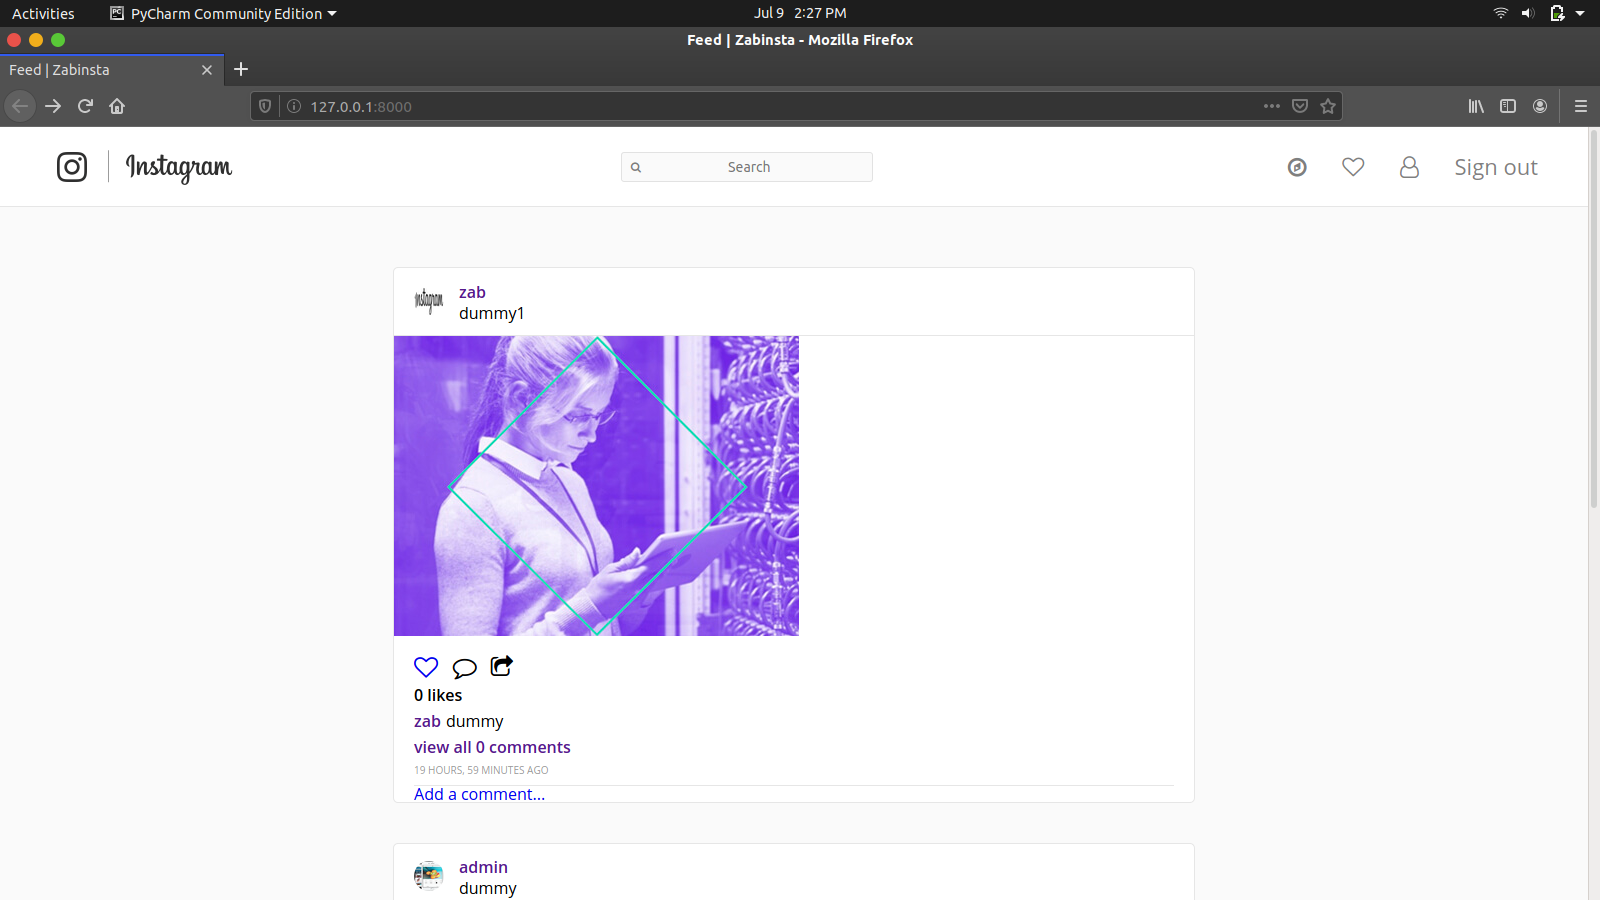 Activities PyCharm Community Edition Jul 9 2:27 PM
Feed | Zabinsta - Mozilla Firefox
Feed | Zabinsta
127.0.0.1:8000
Instagram Search Sign out
Instagram zab
dummy1
0 likes
zab dummy
view all 0 comments
19 HOURS, 59 MINUTES AGO
Add a comment...
admin
dummy